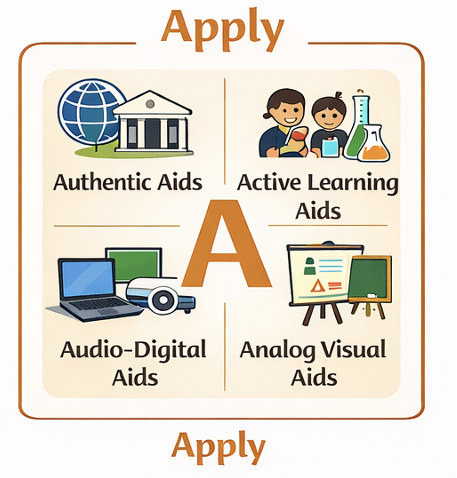 Apply
Authentic Aids
Active Learning
Aids
A
Audio-Digital
Aids
Analog Visual
Aids
Apply